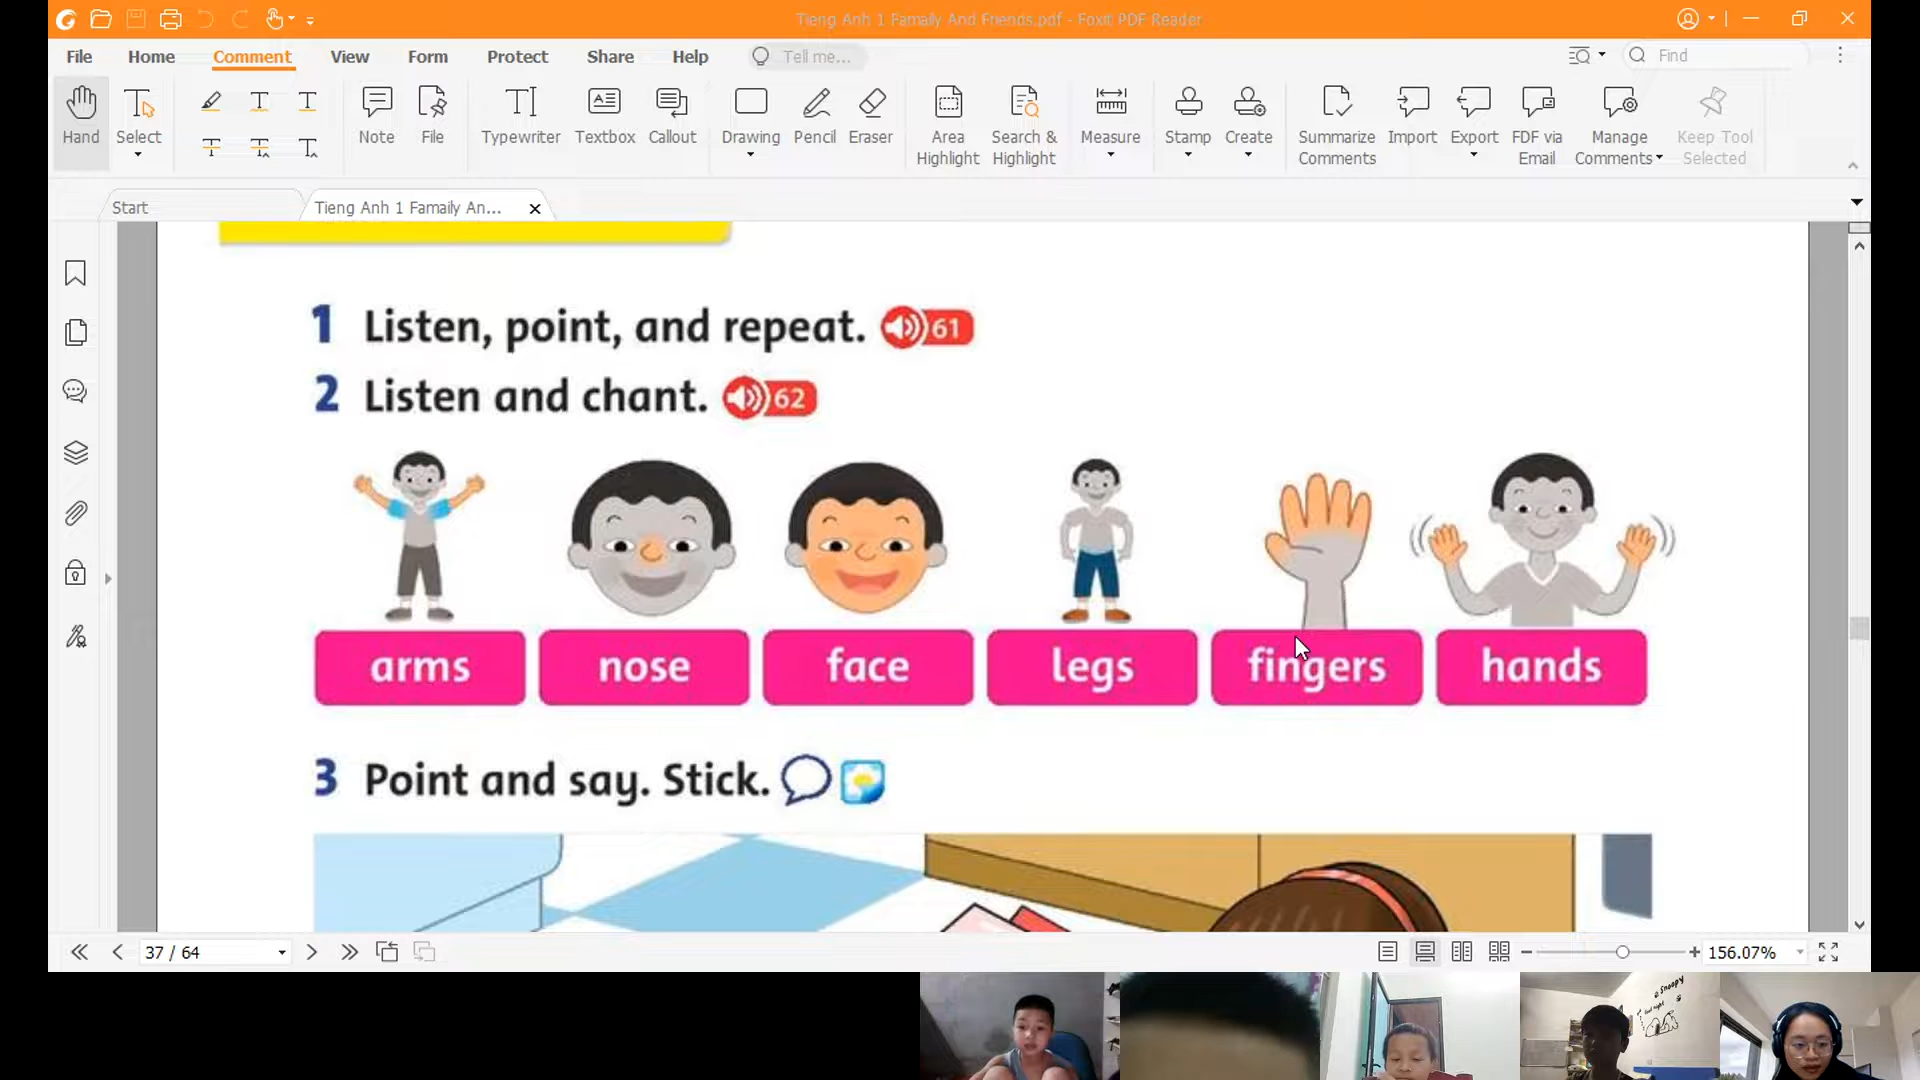 Tieng Anh 1 Famaily And Friends.pdf - Foxit PDF Reader
File Home Comment View Form Protect Share Help Tell me... Find
Hand Select Note File Typewriter Textbox Callout Drawing Pencil Eraser Area Highlight Search & Highlight Measure Stamp Create Summarize Comments Import Export FDF via Email Manage Comments Keep Tool Selected
Start Tieng Anh 1 Famaily An...
1 Listen, point, and repeat. 61
2 Listen and chant. 62
arms nose face legs fingers hands
3 Point and say. Stick.
37 / 64 156.07%
Snoopy